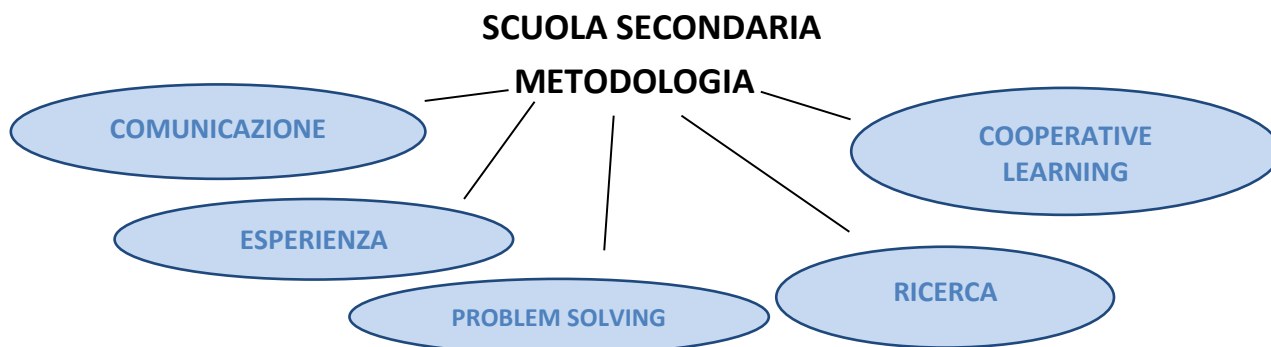 SCUOLA SECONDARIA
METODOLOGIA
COMUNICAZIONE
COOPERATIVE
LEARNING
ESPERIENZA
RICERCA
PROBLEM SOLVING